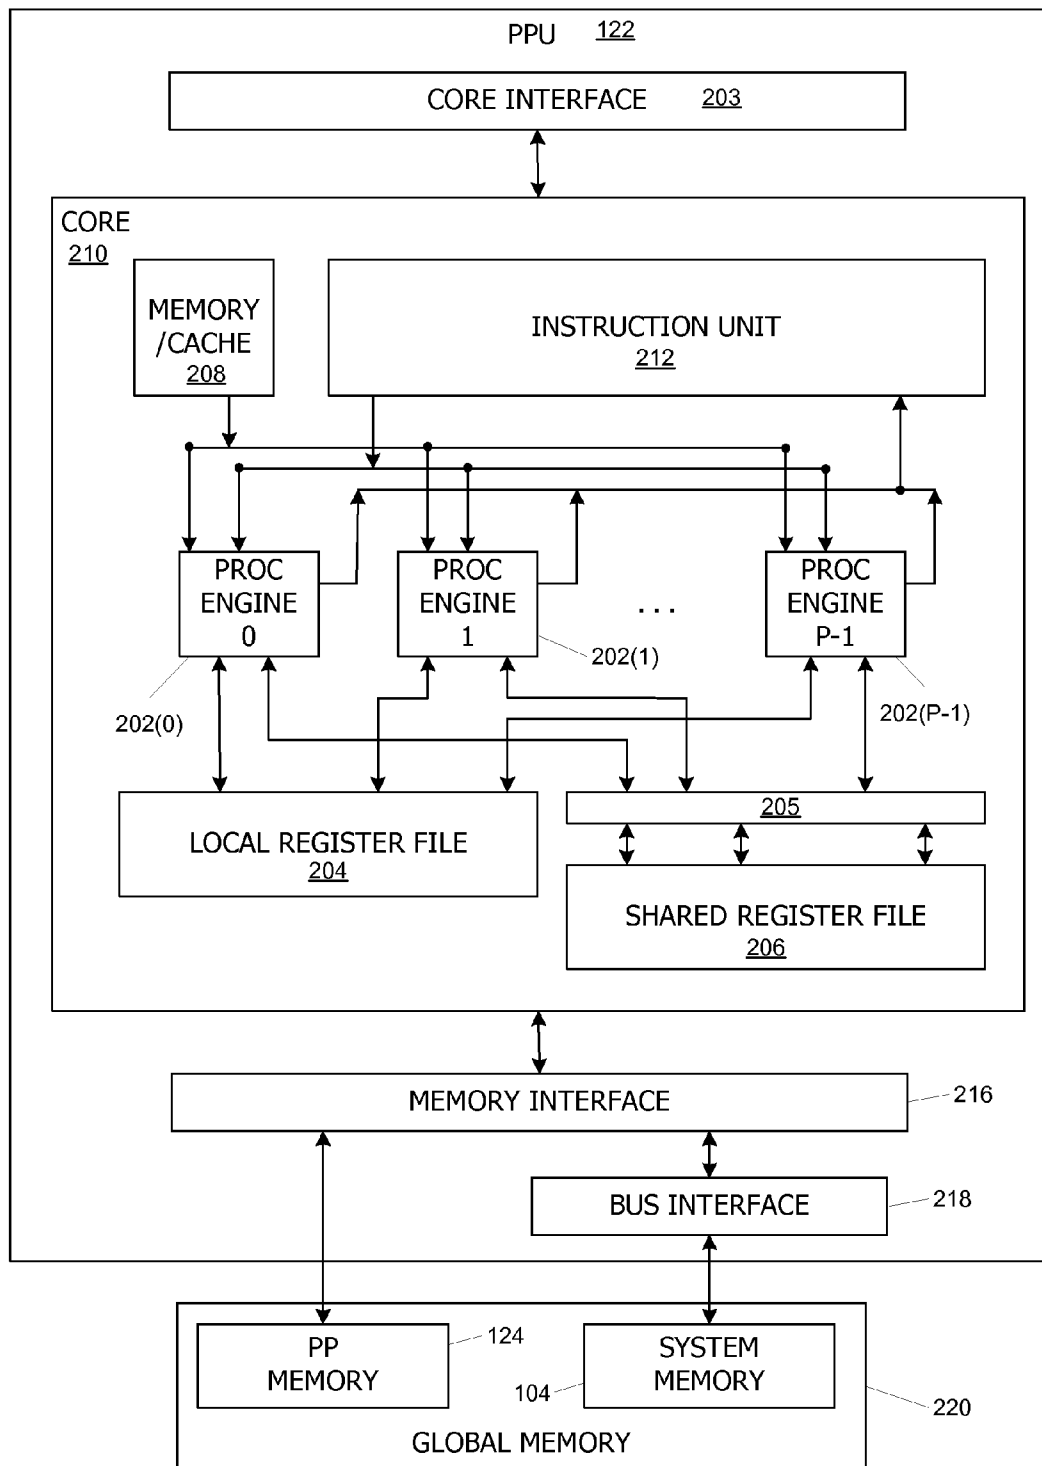 PPU 122
CORE INTERFACE 203
CORE
210
MEMORY
/CACHE
208
INSTRUCTION UNIT
212
PROC
ENGINE
0
PROC
ENGINE
1
. . .
PROC
ENGINE
P-1
202(0)
202(1)
202(P-1)
LOCAL REGISTER FILE
204
205
SHARED REGISTER FILE
206
MEMORY INTERFACE
216
BUS INTERFACE
218
PP
MEMORY
124
SYSTEM
MEMORY
104
220
GLOBAL MEMORY